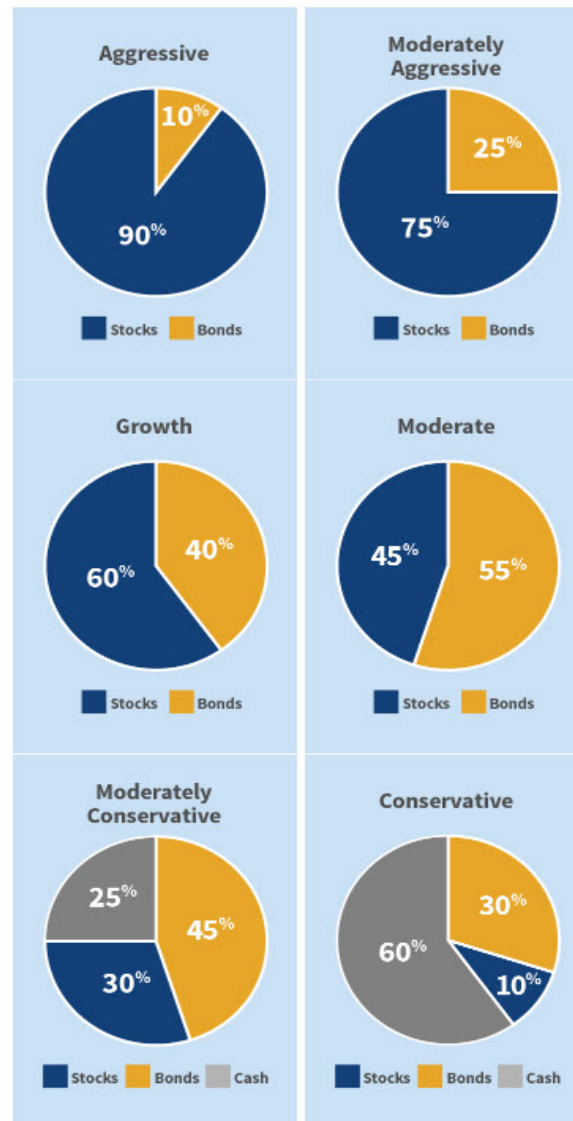 Aggressive
10%
90%
Stocks Bonds
Moderately
Aggressive
25%
75%
Stocks Bonds
Growth
40%
60%
Stocks Bonds
Moderate
45%
55%
Stocks Bonds
Moderately
Conservative
25%
45%
30%
Stocks Bonds Cash
Conservative
30%
60%
10%
Stocks Bonds Cash